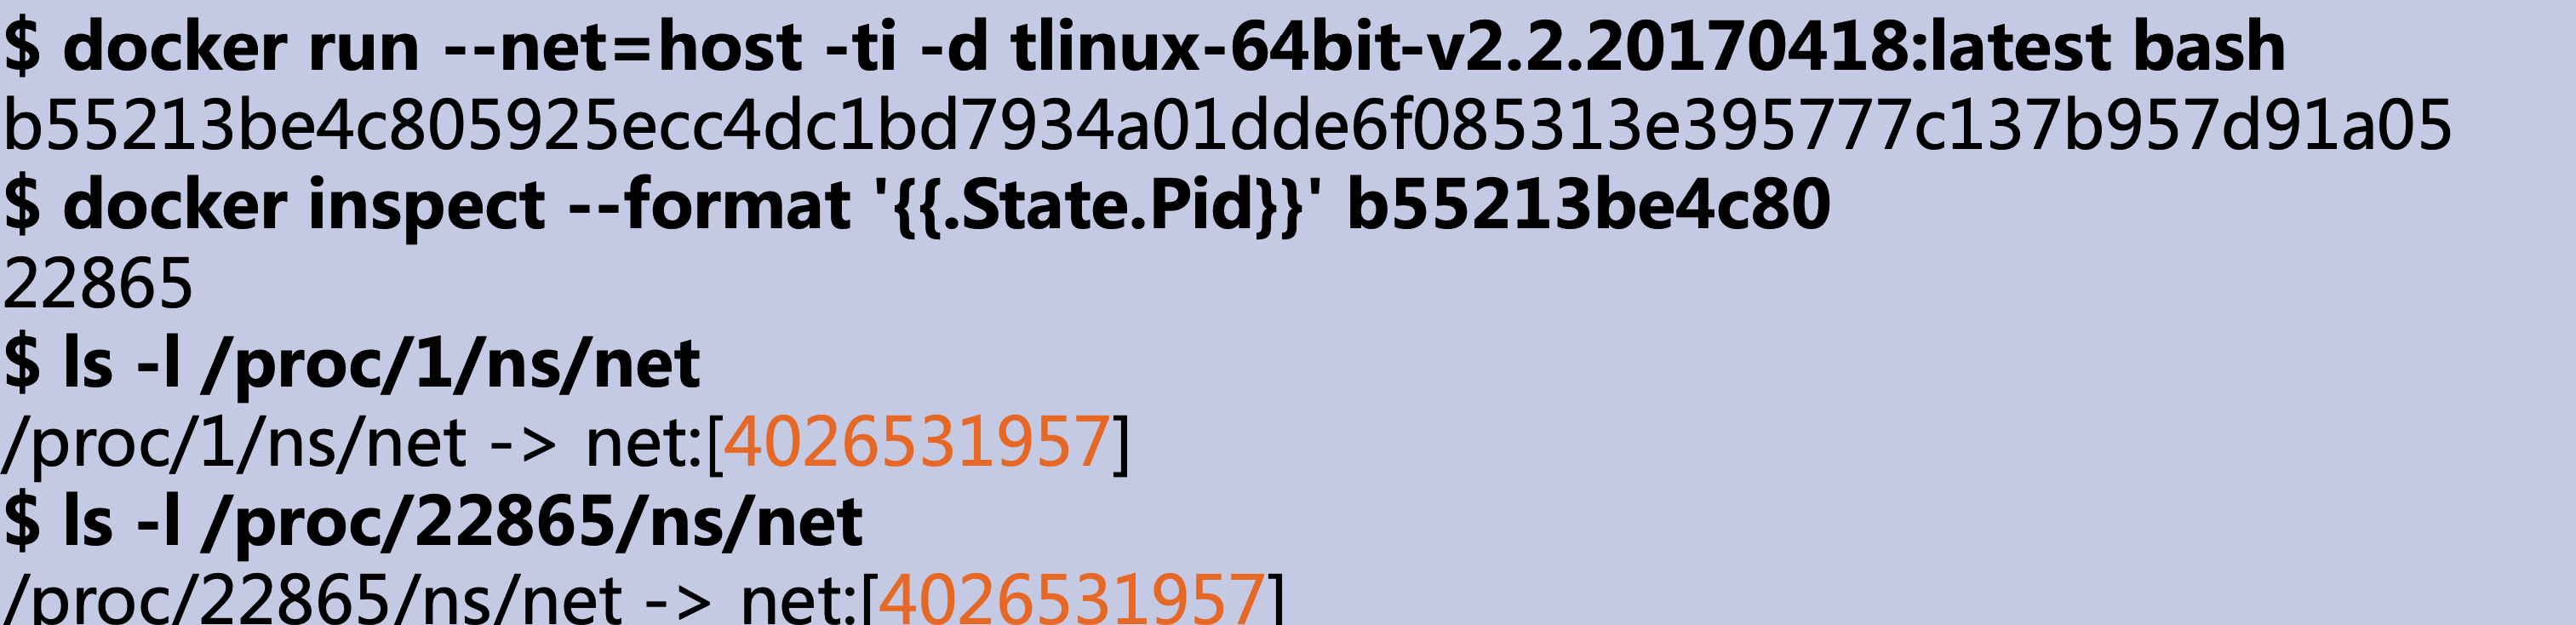 $ docker run --net=host -ti -d tlinux-64bit-v2.2.20170418:latest bash
b55213be4c805925ecc4dc1bd7934a01dde6f085313e395777c137b957d91a05
$ docker inspect --format '{{.State.Pid}}' b55213be4c80
22865
$ ls -l /proc/1/ns/net
/proc/1/ns/net -> net:[4026531957]
$ ls -l /proc/22865/ns/net
/proc/22865/ns/net -> net:[4026531957]